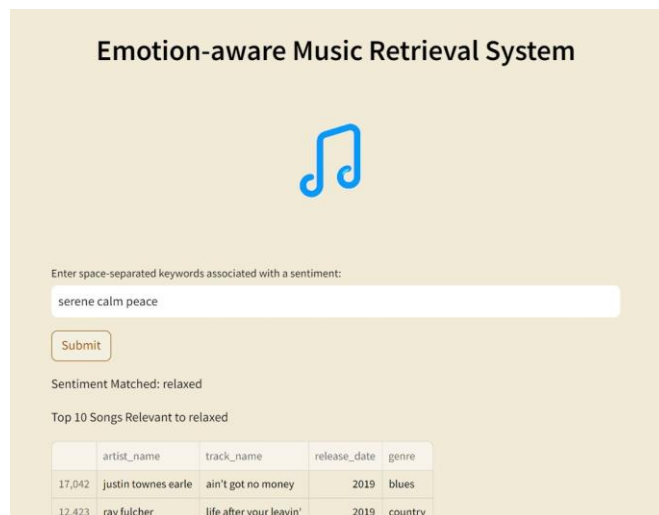 Emotion-aware Music Retrieval System
Enter space-separated keywords associated with a sentiment:
serene calm peace
Submit
Sentiment Matched: relaxed
Top 10 Songs Relevant to relaxed
artist_name track_name release_date genre
17,042 justin townes earle ain't got no money 2019 blues
12,423 ray fulcher life after your leavin' 2019 country